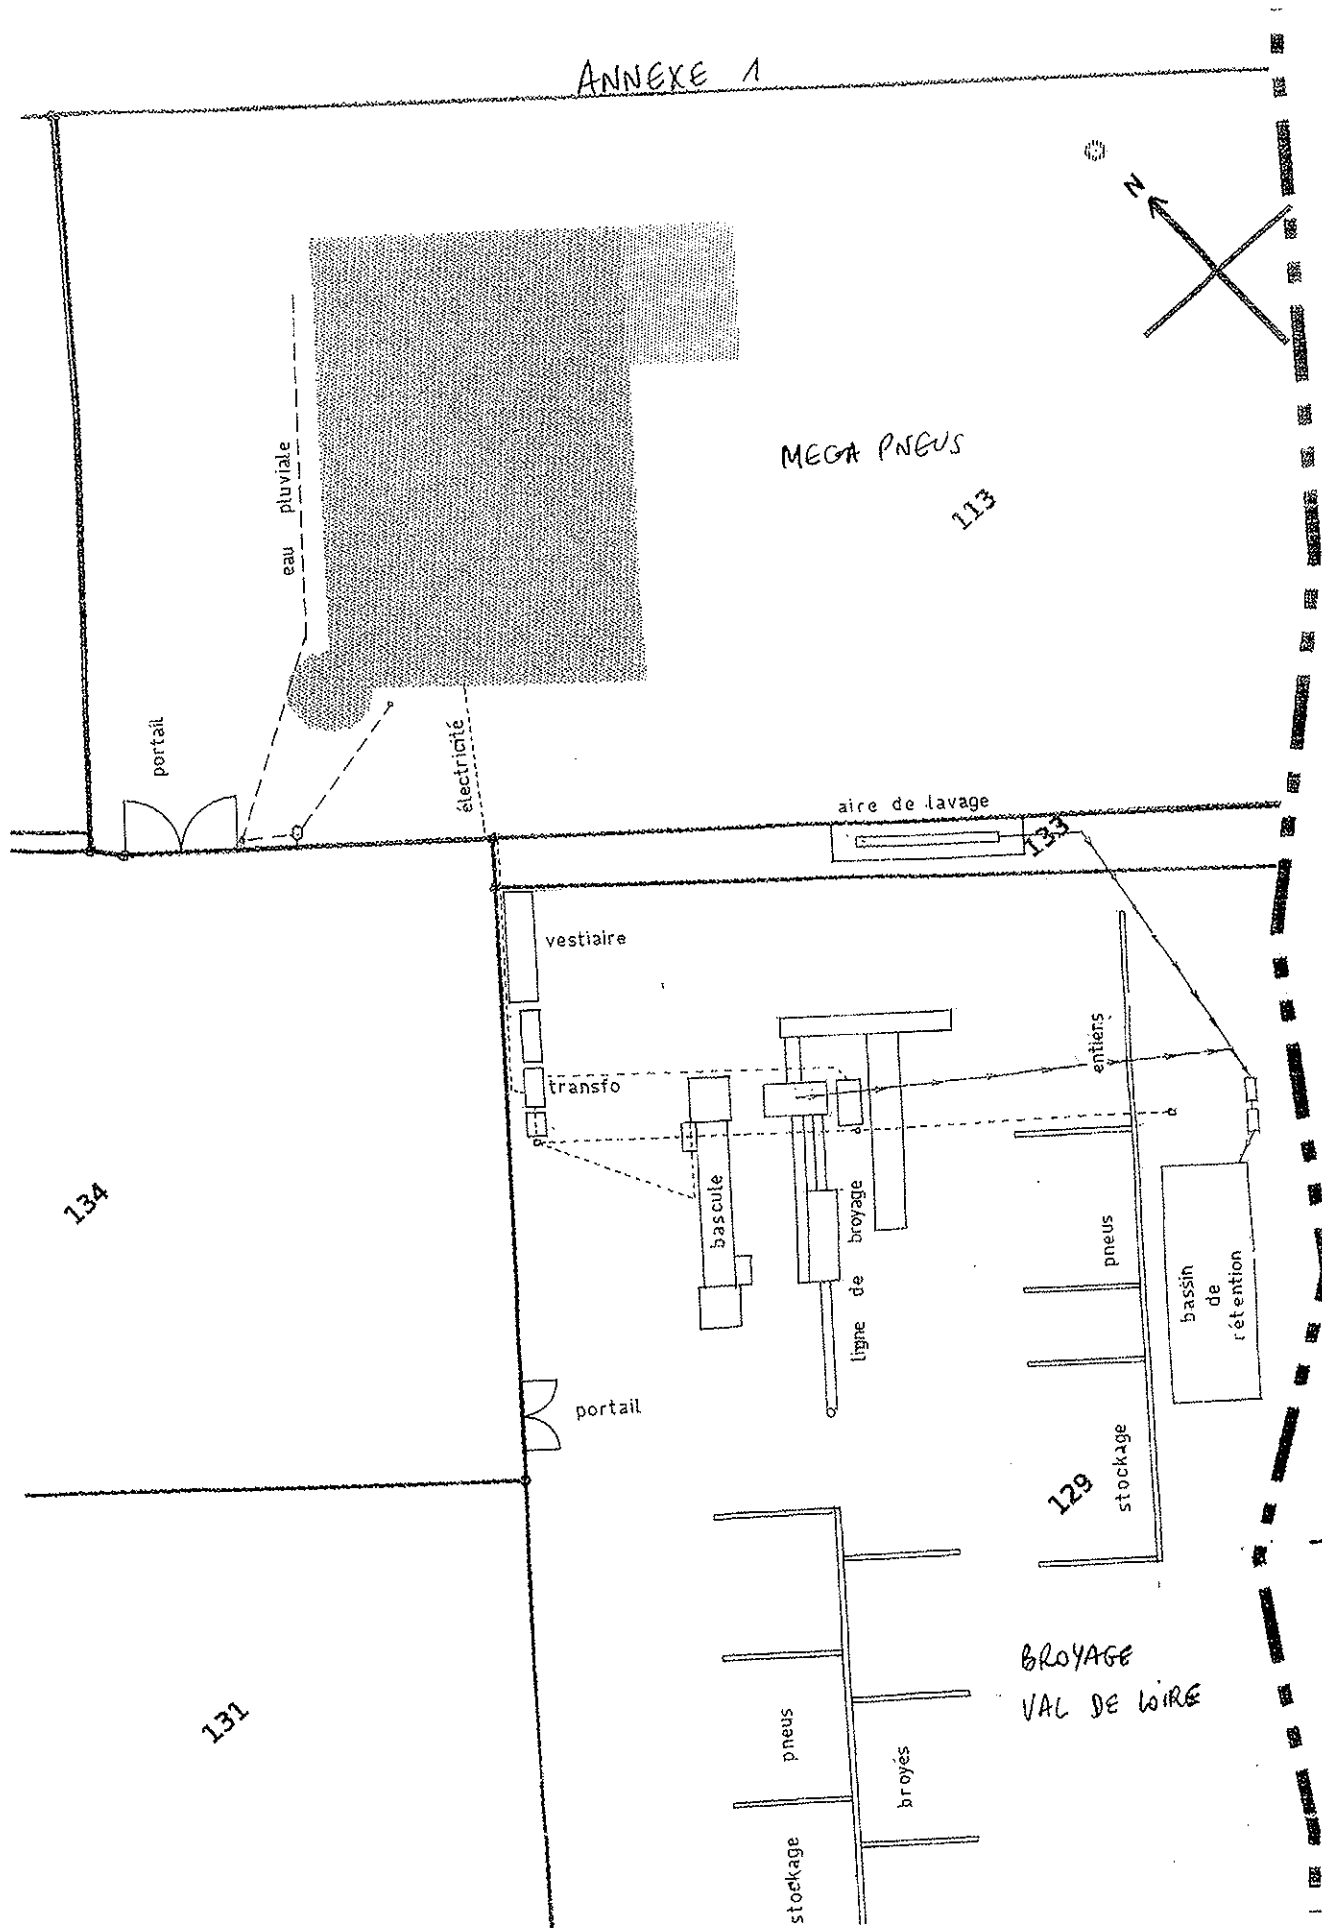 ANNEXE 1
N
eau pluviale
MEGA PNEUS
113
portail
électricité
aire de lavage
133
vestiaire
transfo
entiers
134
bascule
ligne de broyage
pneus
bassin
de
rétention
portail
stockage
129
131
pneus
broyés
stockage
BROYAGE
VAL DE LOIRE